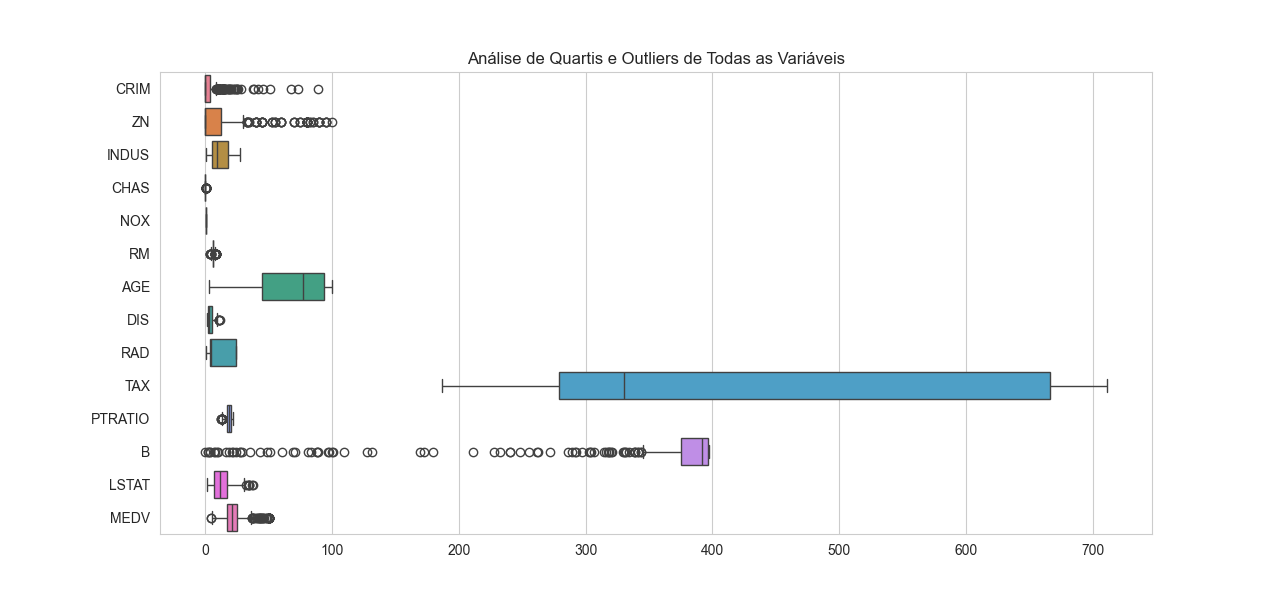 Análise de Quartis e Outliers de Todas as Variáveis
CRIM
ZN
INDUS
CHAS
NOX
RM
AGE
DIS
RAD
TAX
PTRATIO
B
LSTAT
MEDV
0 100 200 300 400 500 600 700